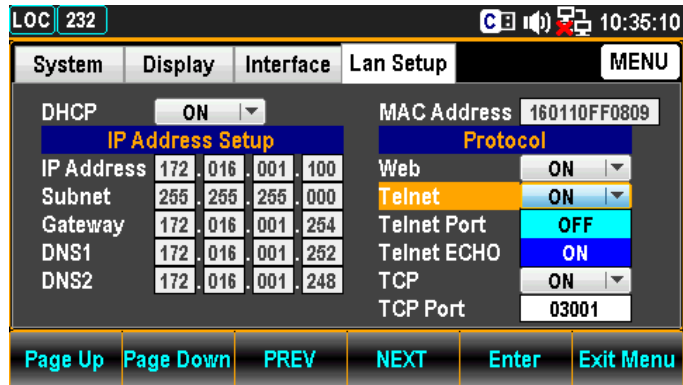 LOC 232 C 10:35:10
System Display Interface Lan Setup MENU
DHCP ON MAC Address 160110FF0809
IP Address Setup Protocol
IP Address 172 . 016 . 001 . 100 Web ON
Subnet 255 . 255 . 255 . 000 Telnet ON
Gateway 172 . 016 . 001 . 254 Telnet Port OFF
DNS1 172 . 016 . 001 . 252 Telnet ECHO ON
DNS2 172 . 016 . 001 . 248 TCP ON
TCP Port 03001
Page Up Page Down PREV NEXT Enter Exit Menu